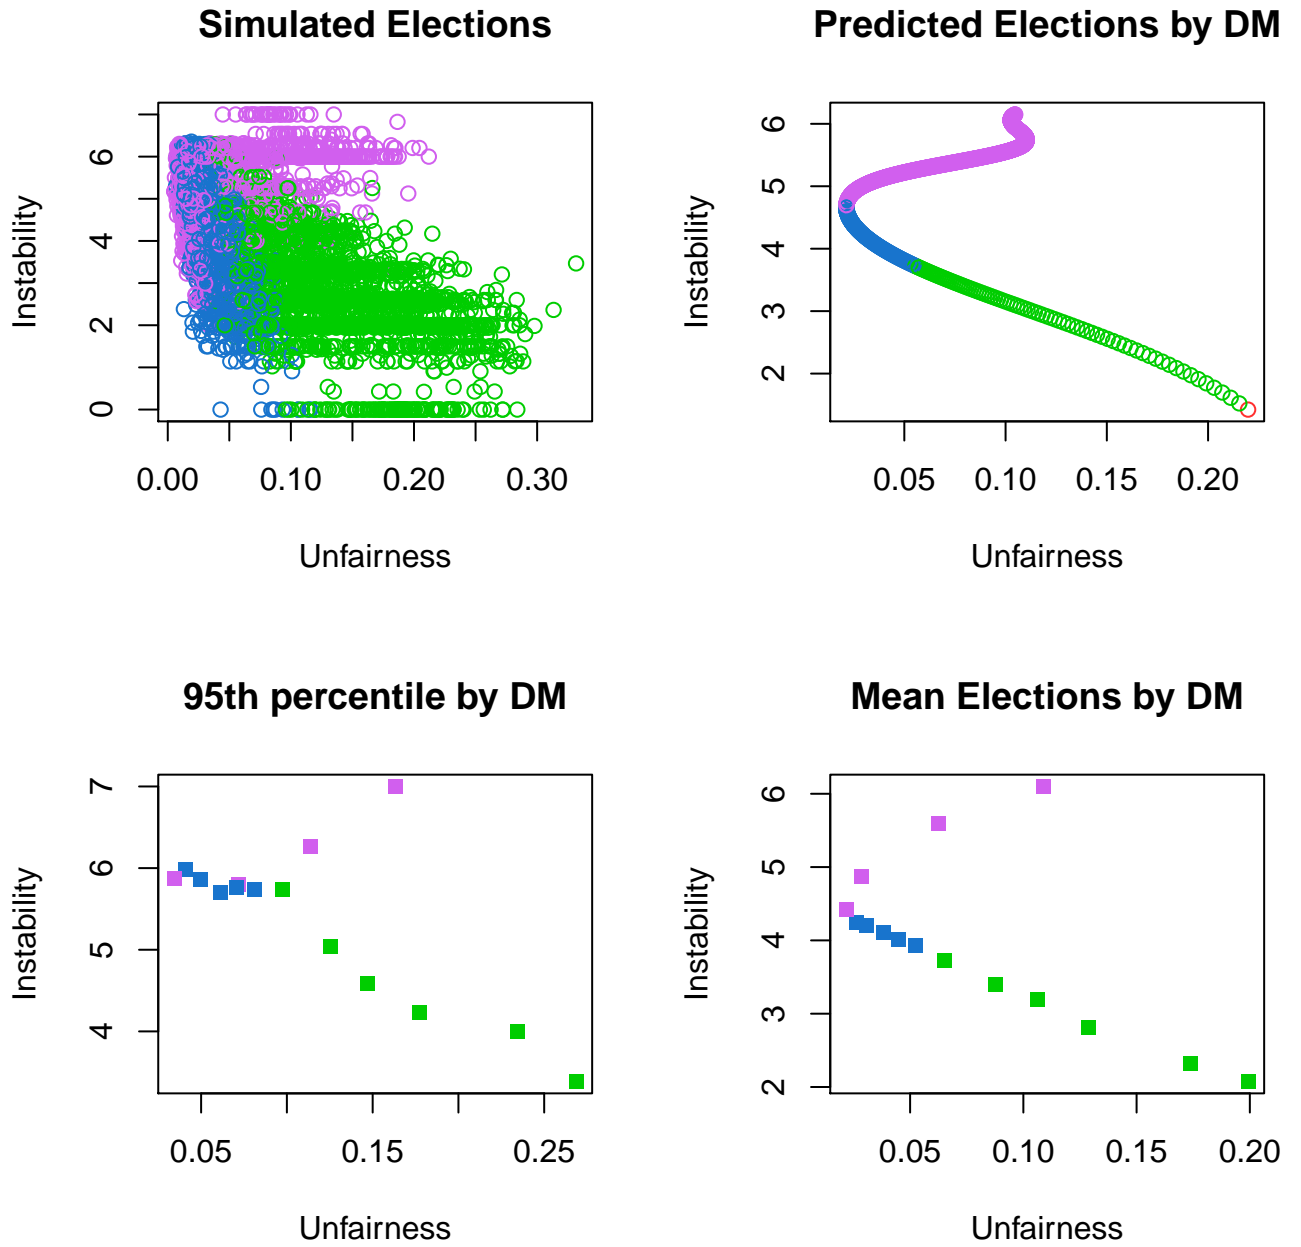 Simulated Elections
Instability
6
4
2
0
0.00 0.10 0.20 0.30
Unfairness
Predicted Elections by DM
Instability
6
5
4
3
2
0.05 0.10 0.15 0.20
Unfairness
95th percentile by DM
Instability
7
6
5
4
0.05 0.15 0.25
Unfairness
Mean Elections by DM
Instability
6
5
4
3
2
0.05 0.10 0.15 0.20
Unfairness